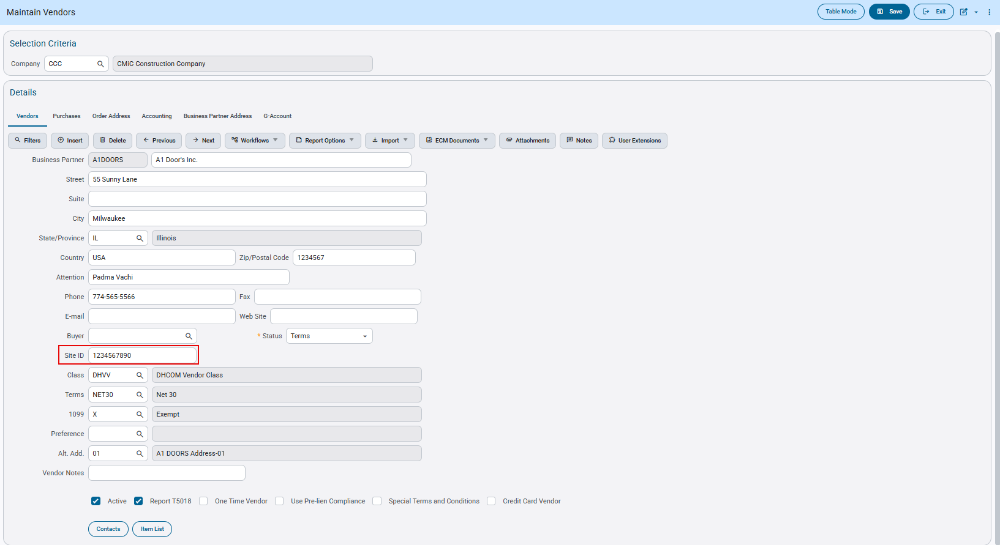 Maintain Vendors
Table Mode Save Exit
Selection Criteria
Company CCC CMiC Construction Company
Details
Vendors Purchases Order Address Accounting Business Partner Address G-Account
Filters Insert Delete Previous Next Workflows Report Options Import ECM Documents Attachments Notes User Extensions
Business Partner A1DOORS A1 Door's Inc.
Street 55 Sunny Lane
Suite
City Milwaukee
State/Province IL Illinois
Country USA Zip/Postal Code 1234567
Attention Padma Vachi
Phone 774-565-5566 Fax
E-mail Web Site
Buyer * Status Terms
Site ID 1234567890
Class DHVV DHCOM Vendor Class
Terms NET30 Net 30
1099 X Exempt
Preference
Alt. Add. 01 A1 DOORS Address-01
Vendor Notes
Active Report T5018 One Time Vendor Use Pre-lien Compliance Special Terms and Conditions Credit Card Vendor
Contacts Item List